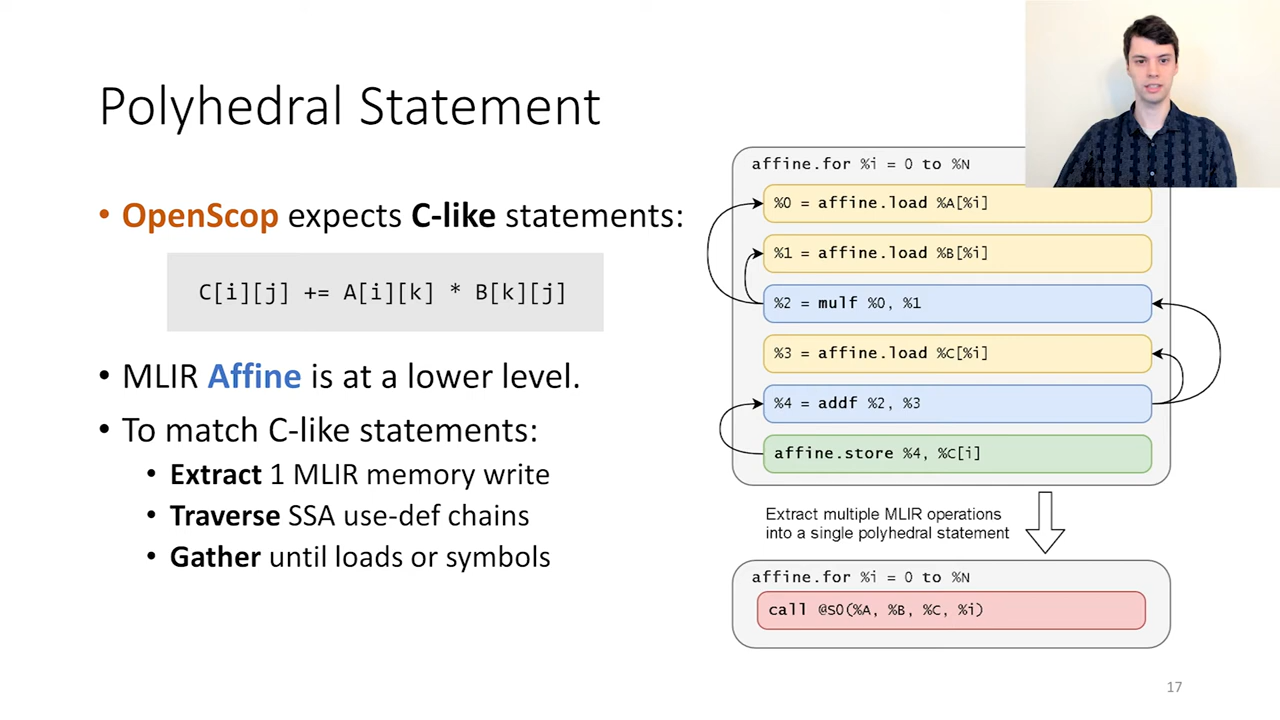 Polyhedral Statement
• OpenScop expects C-like statements:
C[i][j] += A[i][k] * B[k][j]
• MLIR Affine is at a lower level.
• To match C-like statements:
• Extract 1 MLIR memory write
• Traverse SSA use-def chains
• Gather until loads or symbols
affine.for %i = 0 to %N
%0 = affine.load %A[%i]
%1 = affine.load %B[%i]
%2 = mulf %0, %1
%3 = affine.load %C[%i]
%4 = addf %2, %3
affine.store %4, %C[i]
Extract multiple MLIR operations
into a single polyhedral statement
affine.for %i = 0 to %N
call @S0(%A, %B, %C, %i)
17